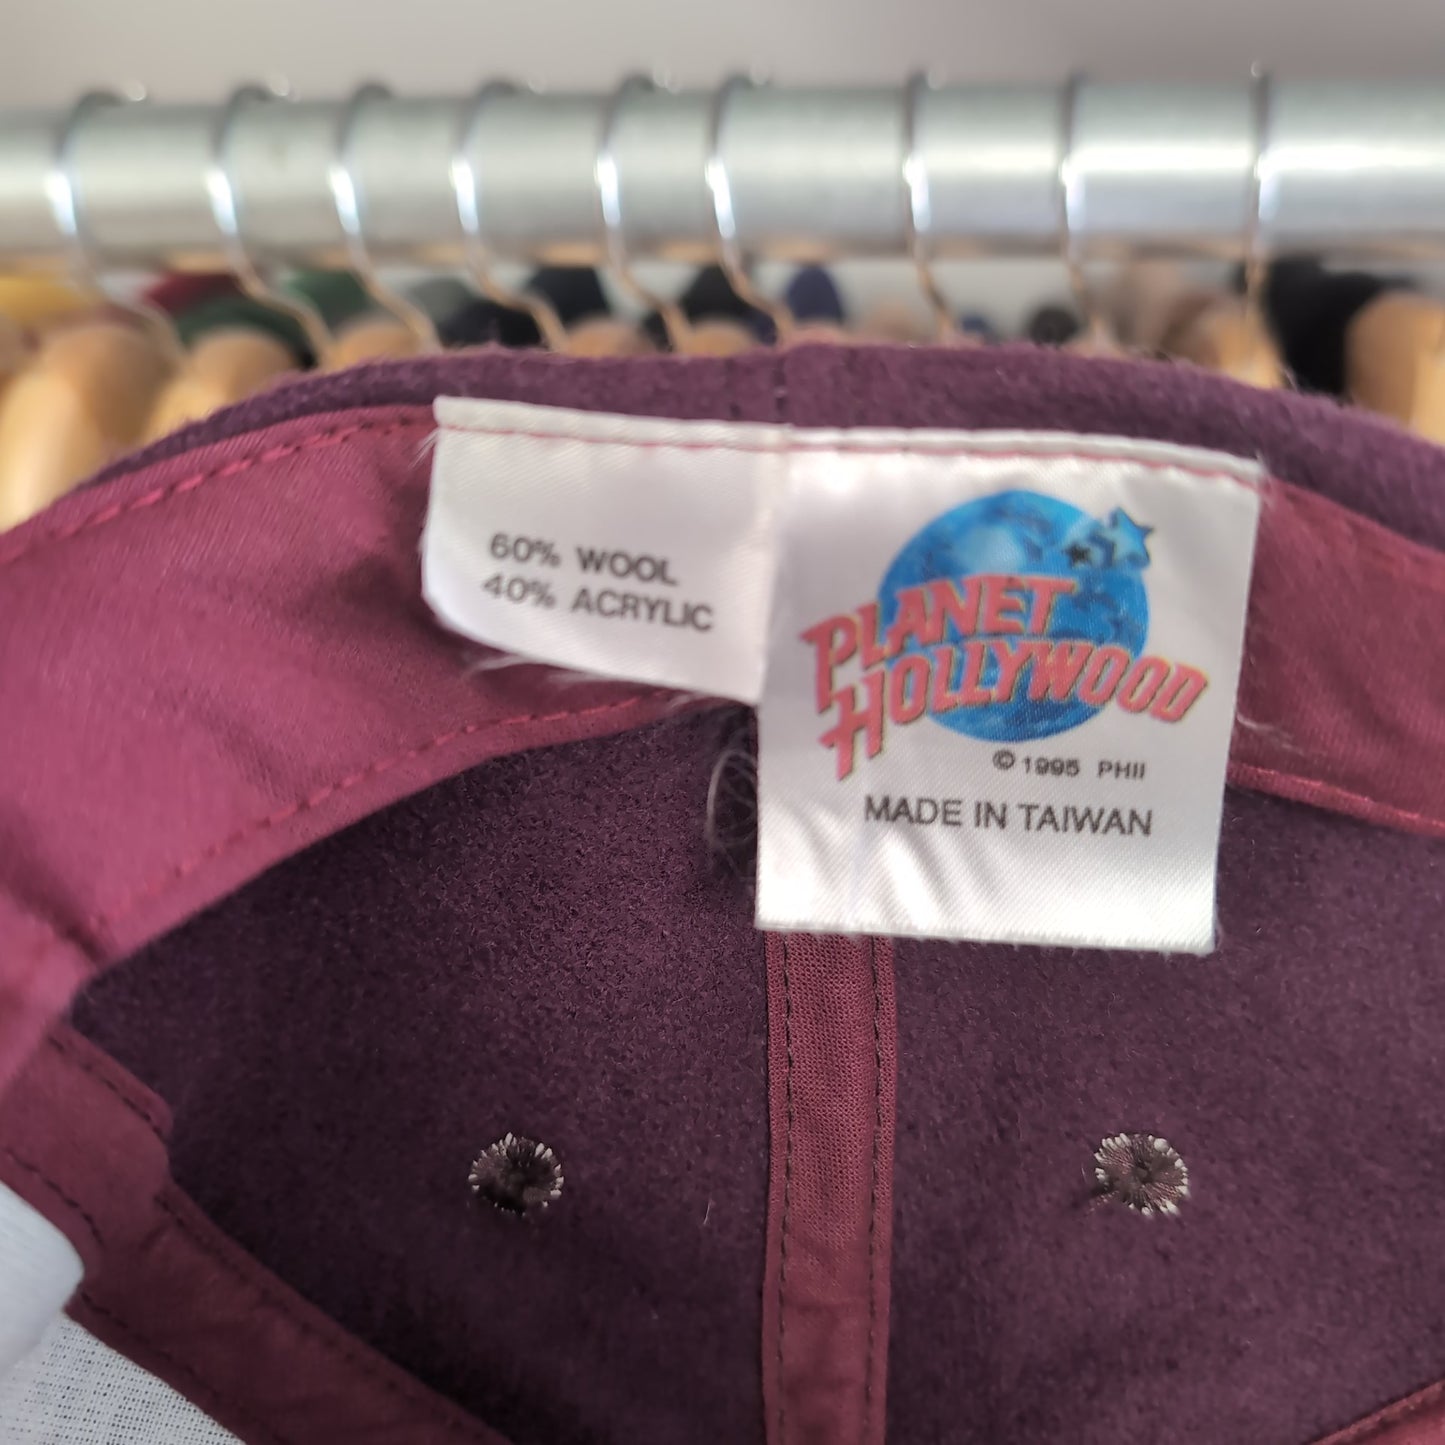 60% WOOL
40% ACRYLIC
PLANET
HOLLYWOOD
© 1995 PHII
MADE IN TAIWAN